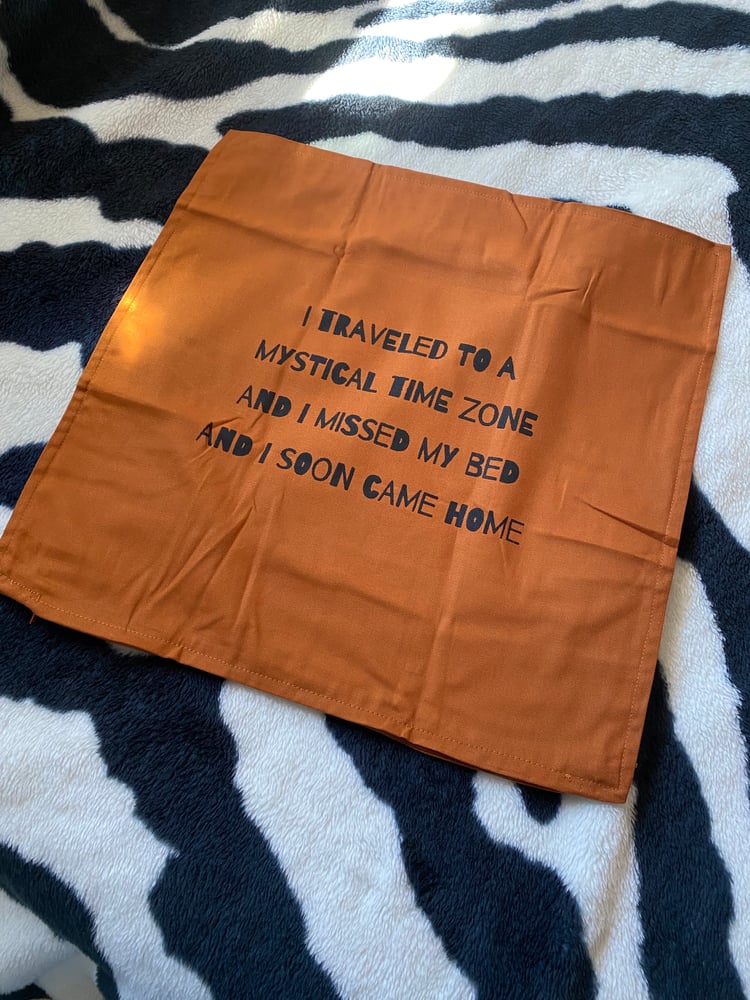 I TRAVELED TO A
MYSTICAL TIME ZONE
AND I MISSED MY BED
AND I SOON CAME HOME